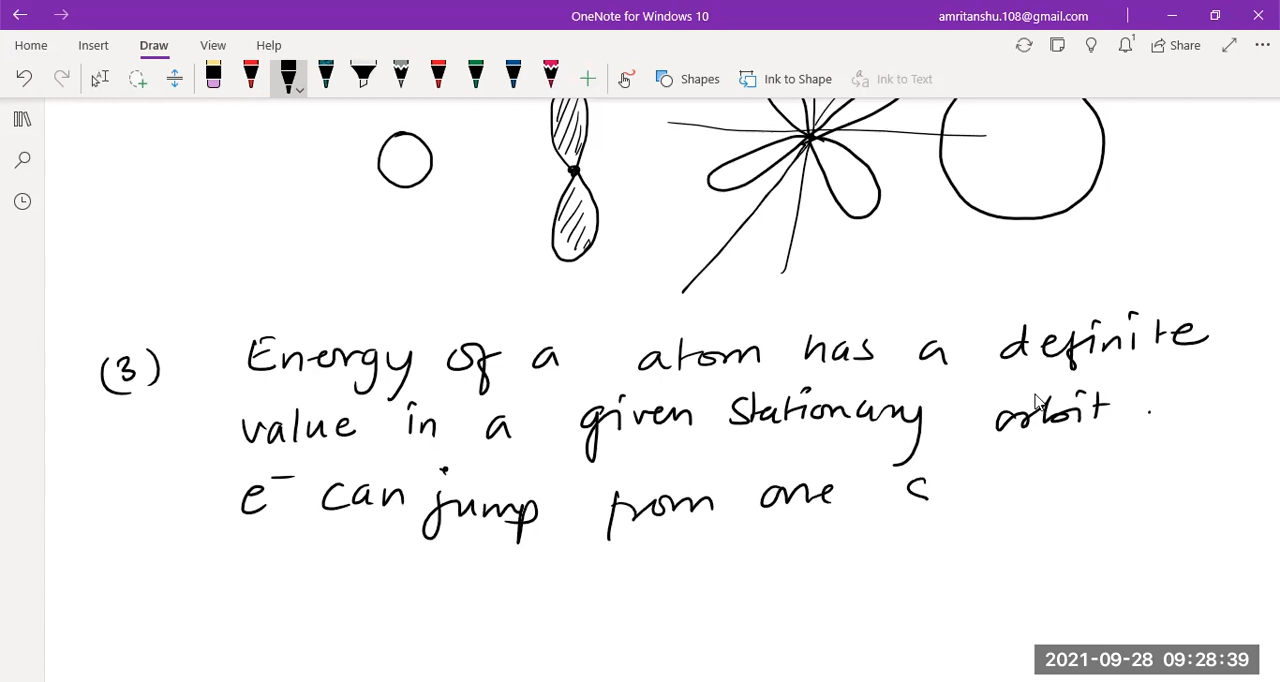 OneNote for Windows 10
amritanshu.108@gmail.com
Home Insert Draw View Help
1 Share
Shapes Ink to Shape Ink to Text
(3) Energy of a atom has a definite
value in a given stationary orbit .
e⁻ can jump from one s
2021-09-28 09:28:39